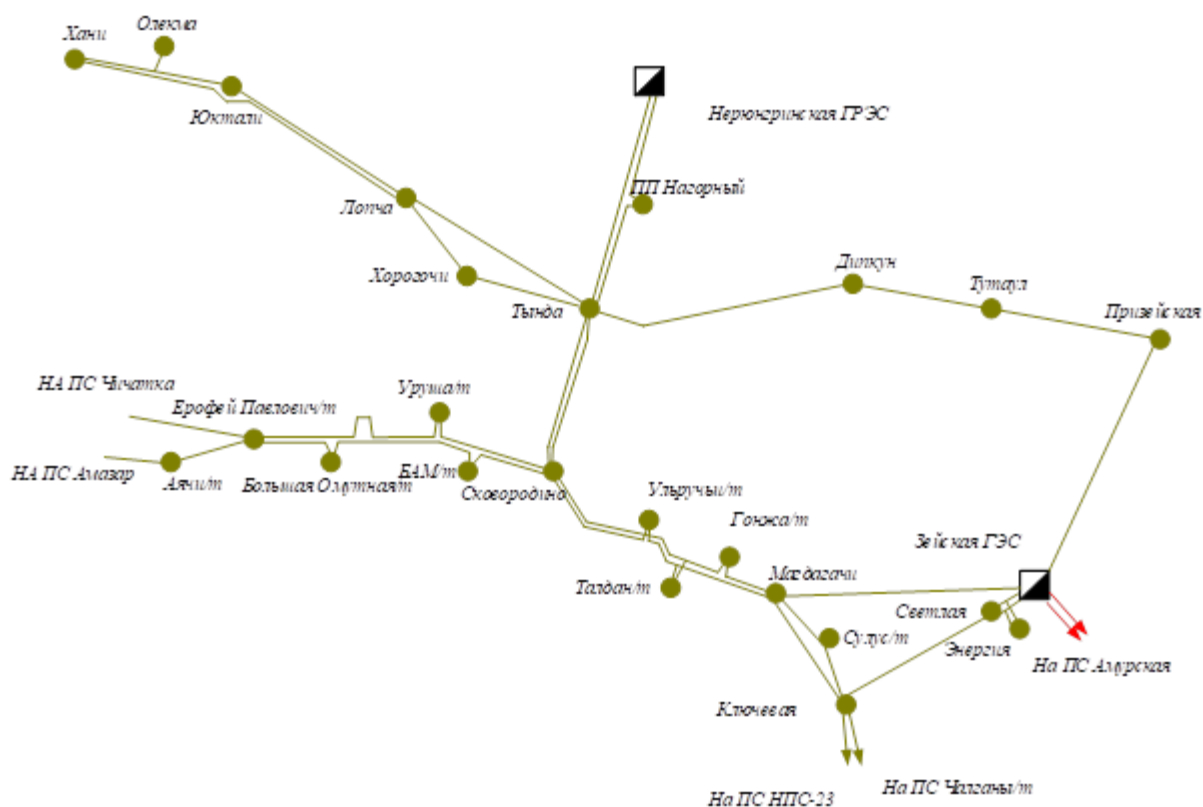 Олекма
Хани
Юктали
Нерюнгринская ГРЭС
ПП Нагорный
Лопча
Хорогочи
Тында
Дипкун
Тутаул
Призейская
НА ПС Чичатка
Ерофей Павлович/т
Уруша/т
НА ПС Амазар
Аячи/т
Большая Омутная/т
БАМ/т
Сковородино
Ульручьи/т
Гонжа/т
Зейская ГЭС
Талдан/т
Магдагачи
Светлая
Сулус/т
Энергия
На ПС Амурская
Ключевая
На ПС Чалганы/т
На ПС НПС-23